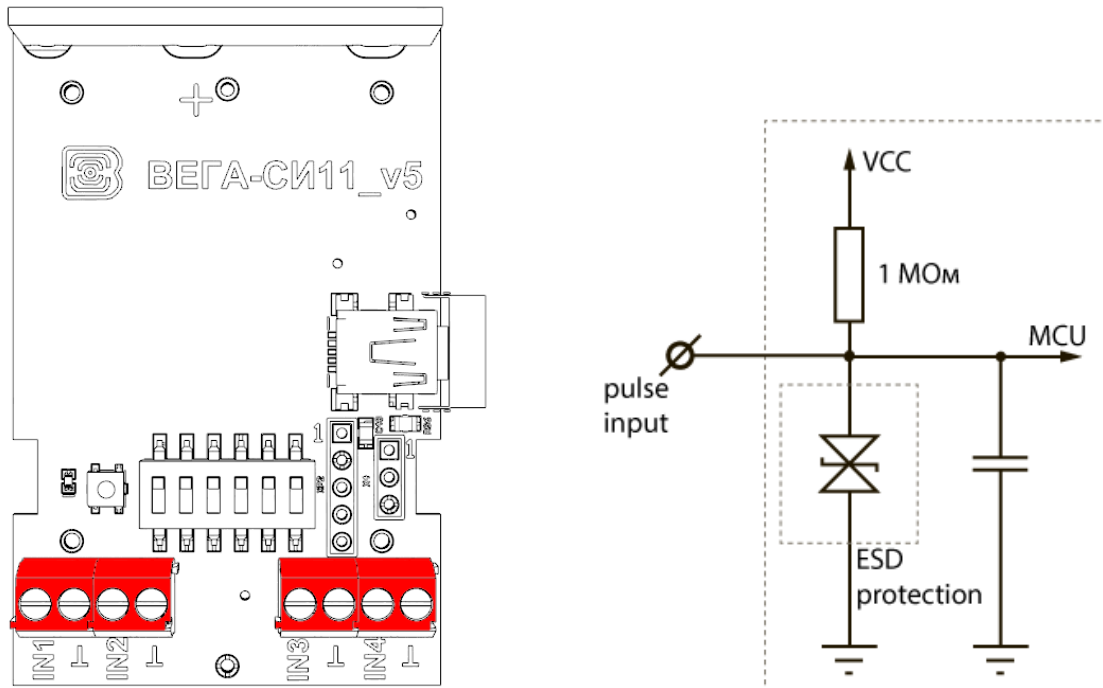 +
ВЕГА-СИ11_v5
1
1
IN1 ⊥ IN2 ⊥
IN3 ⊥ IN4 ⊥
VCC
1 МОм
MCU
pulse
input
ESD
protection